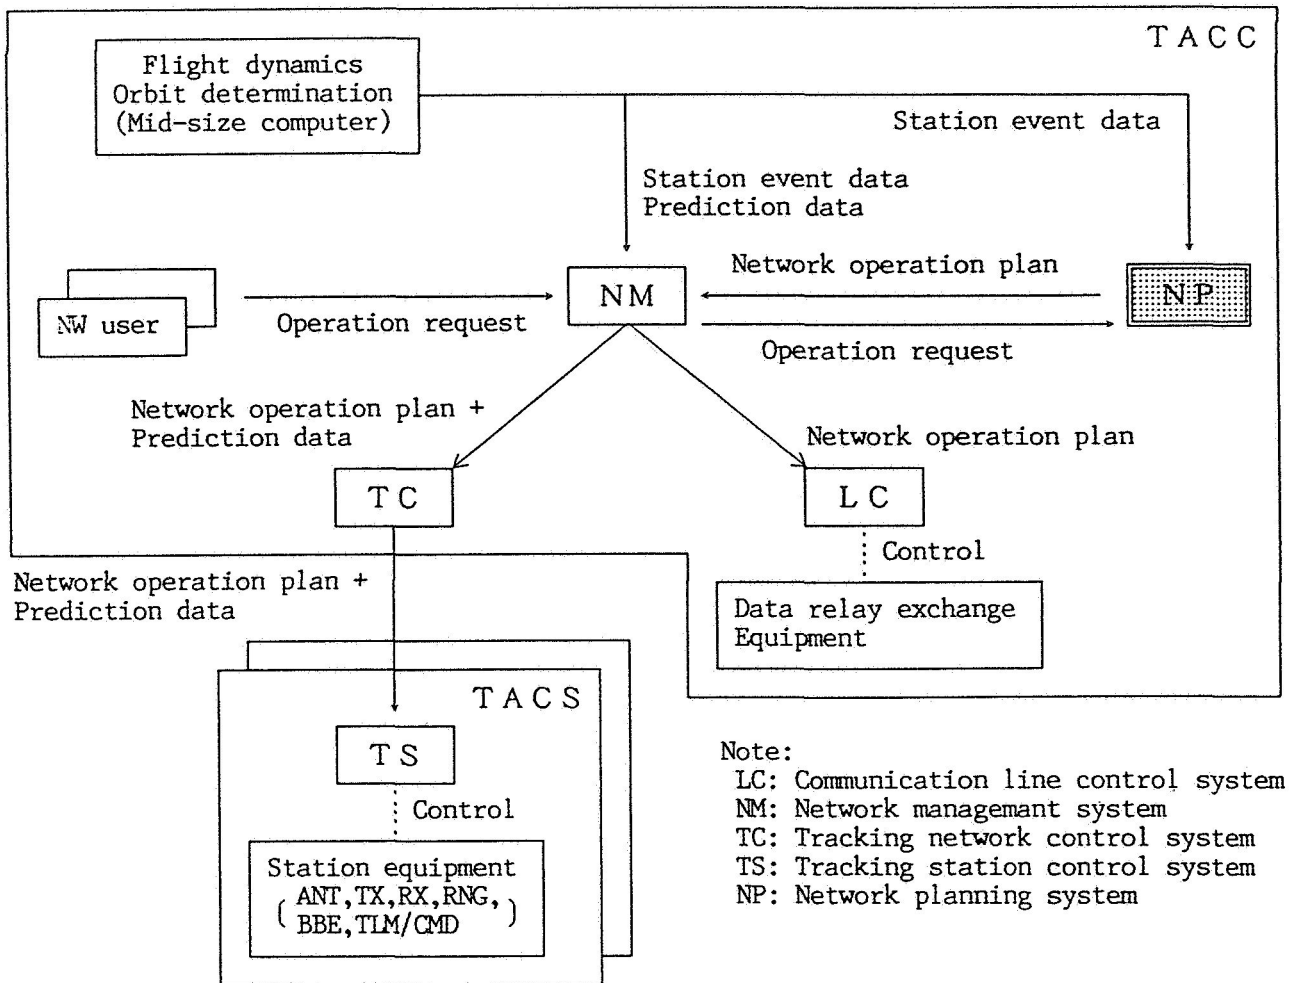 TACC
Flight dynamics
Orbit determination
(Mid-size computer)
Station event data
Station event data
Prediction data
Network operation plan
NM
NP
NW user
Operation request
Operation request
Network operation plan +
Prediction data
Network operation plan
TC
LC
Control
Network operation plan +
Prediction data
Data relay exchange
Equipment
TACS
TS
Control
Station equipment
( ANT,TX,RX,RNG,
BBE,TLM/CMD )
Note:
LC: Communication line control system
NM: Network managemant system
TC: Tracking network control system
TS: Tracking station control system
NP: Network planning system